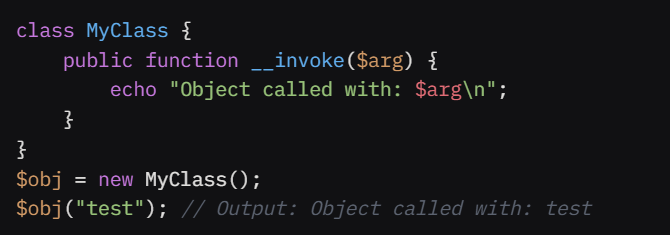 class MyClass {
    public function __invoke($arg) {
        echo "Object called with: $arg\n";
    }
}
$obj = new MyClass();
$obj("test"); // Output: Object called with: test